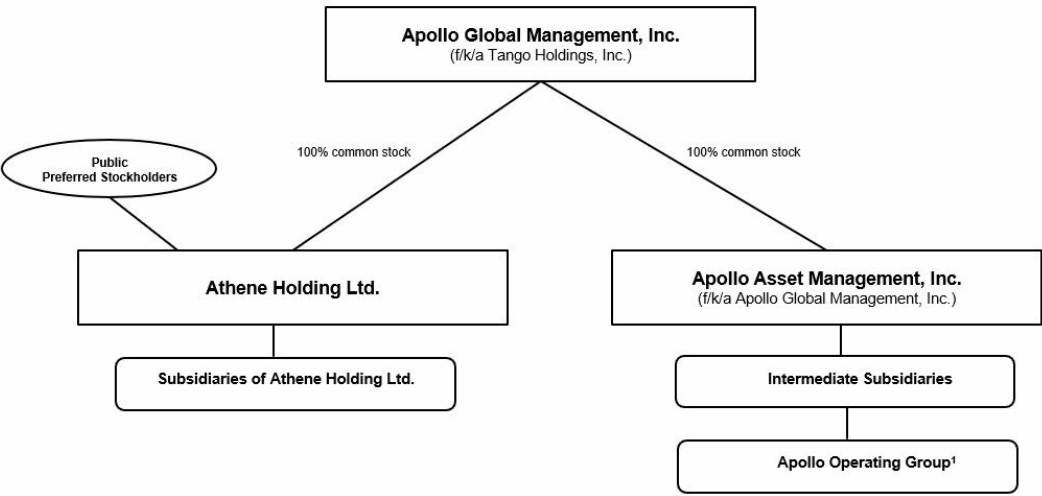 Apollo Global Management, Inc.
(f/k/a Tango Holdings, Inc.)
100% common stock
100% common stock
Public
Preferred Stockholders
Athene Holding Ltd.
Apollo Asset Management, Inc.
(f/k/a Apollo Global Management, Inc.)
Subsidiaries of Athene Holding Ltd.
Intermediate Subsidiaries
Apollo Operating Group¹